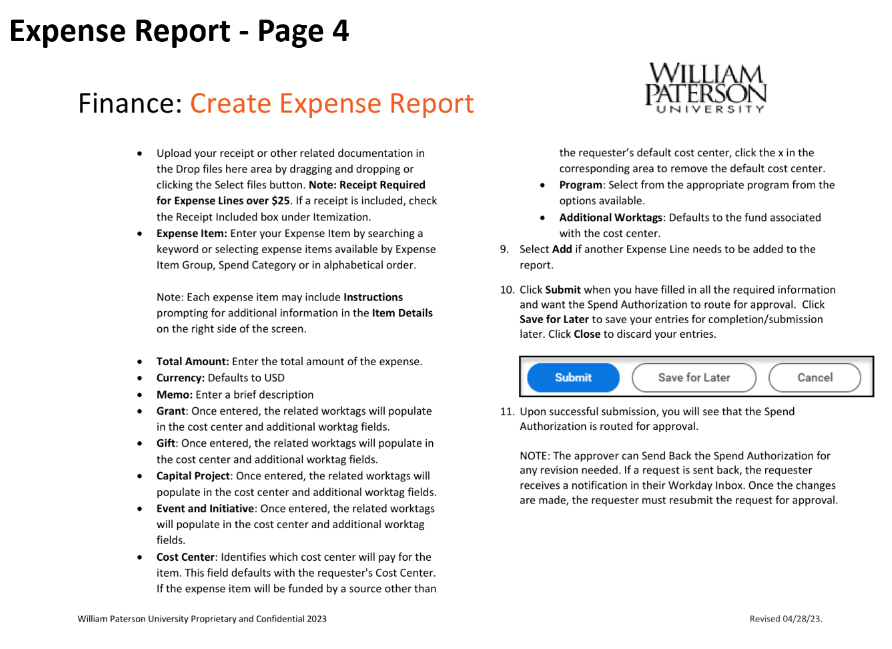 Expense Report - Page 4
Finance: Create Expense Report
WILLIAM
PATERSON
UNIVERSITY
• Upload your receipt or other related documentation in
the Drop files here area by dragging and dropping or
clicking the Select files button. Note: Receipt Required
for Expense Lines over $25. If a receipt is included, check
the Receipt Included box under Itemization.
• Expense Item: Enter your Expense Item by searching a
keyword or selecting expense items available by Expense
Item Group, Spend Category or in alphabetical order.
Note: Each expense item may include Instructions
prompting for additional information in the Item Details
on the right side of the screen.
• Total Amount: Enter the total amount of the expense.
• Currency: Defaults to USD
• Memo: Enter a brief description
• Grant: Once entered, the related worktags will populate
in the cost center and additional worktag fields.
• Gift: Once entered, the related worktags will populate in
the cost center and additional worktag fields.
• Capital Project: Once entered, the related worktags will
populate in the cost center and additional worktag fields.
• Event and Initiative: Once entered, the related worktags
will populate in the cost center and additional worktag
fields.
• Cost Center: Identifies which cost center will pay for the
item. This field defaults with the requester's Cost Center.
If the expense item will be funded by a source other than
the requester's default cost center, click the x in the
corresponding area to remove the default cost center.
• Program: Select from the appropriate program from the
options available.
• Additional Worktags: Defaults to the fund associated
with the cost center.
9. Select Add if another Expense Line needs to be added to the
report.
10. Click Submit when you have filled in all the required information
and want the Spend Authorization to route for approval. Click
Save for Later to save your entries for completion/submission
later. Click Close to discard your entries.
Submit Save for Later Cancel
11. Upon successful submission, you will see that the Spend
Authorization is routed for approval.
NOTE: The approver can Send Back the Spend Authorization for
any revision needed. If a request is sent back, the requester
receives a notification in their Workday Inbox. Once the changes
are made, the requester must resubmit the request for approval.
William Paterson University Proprietary and Confidential 2023
Revised 04/28/23.